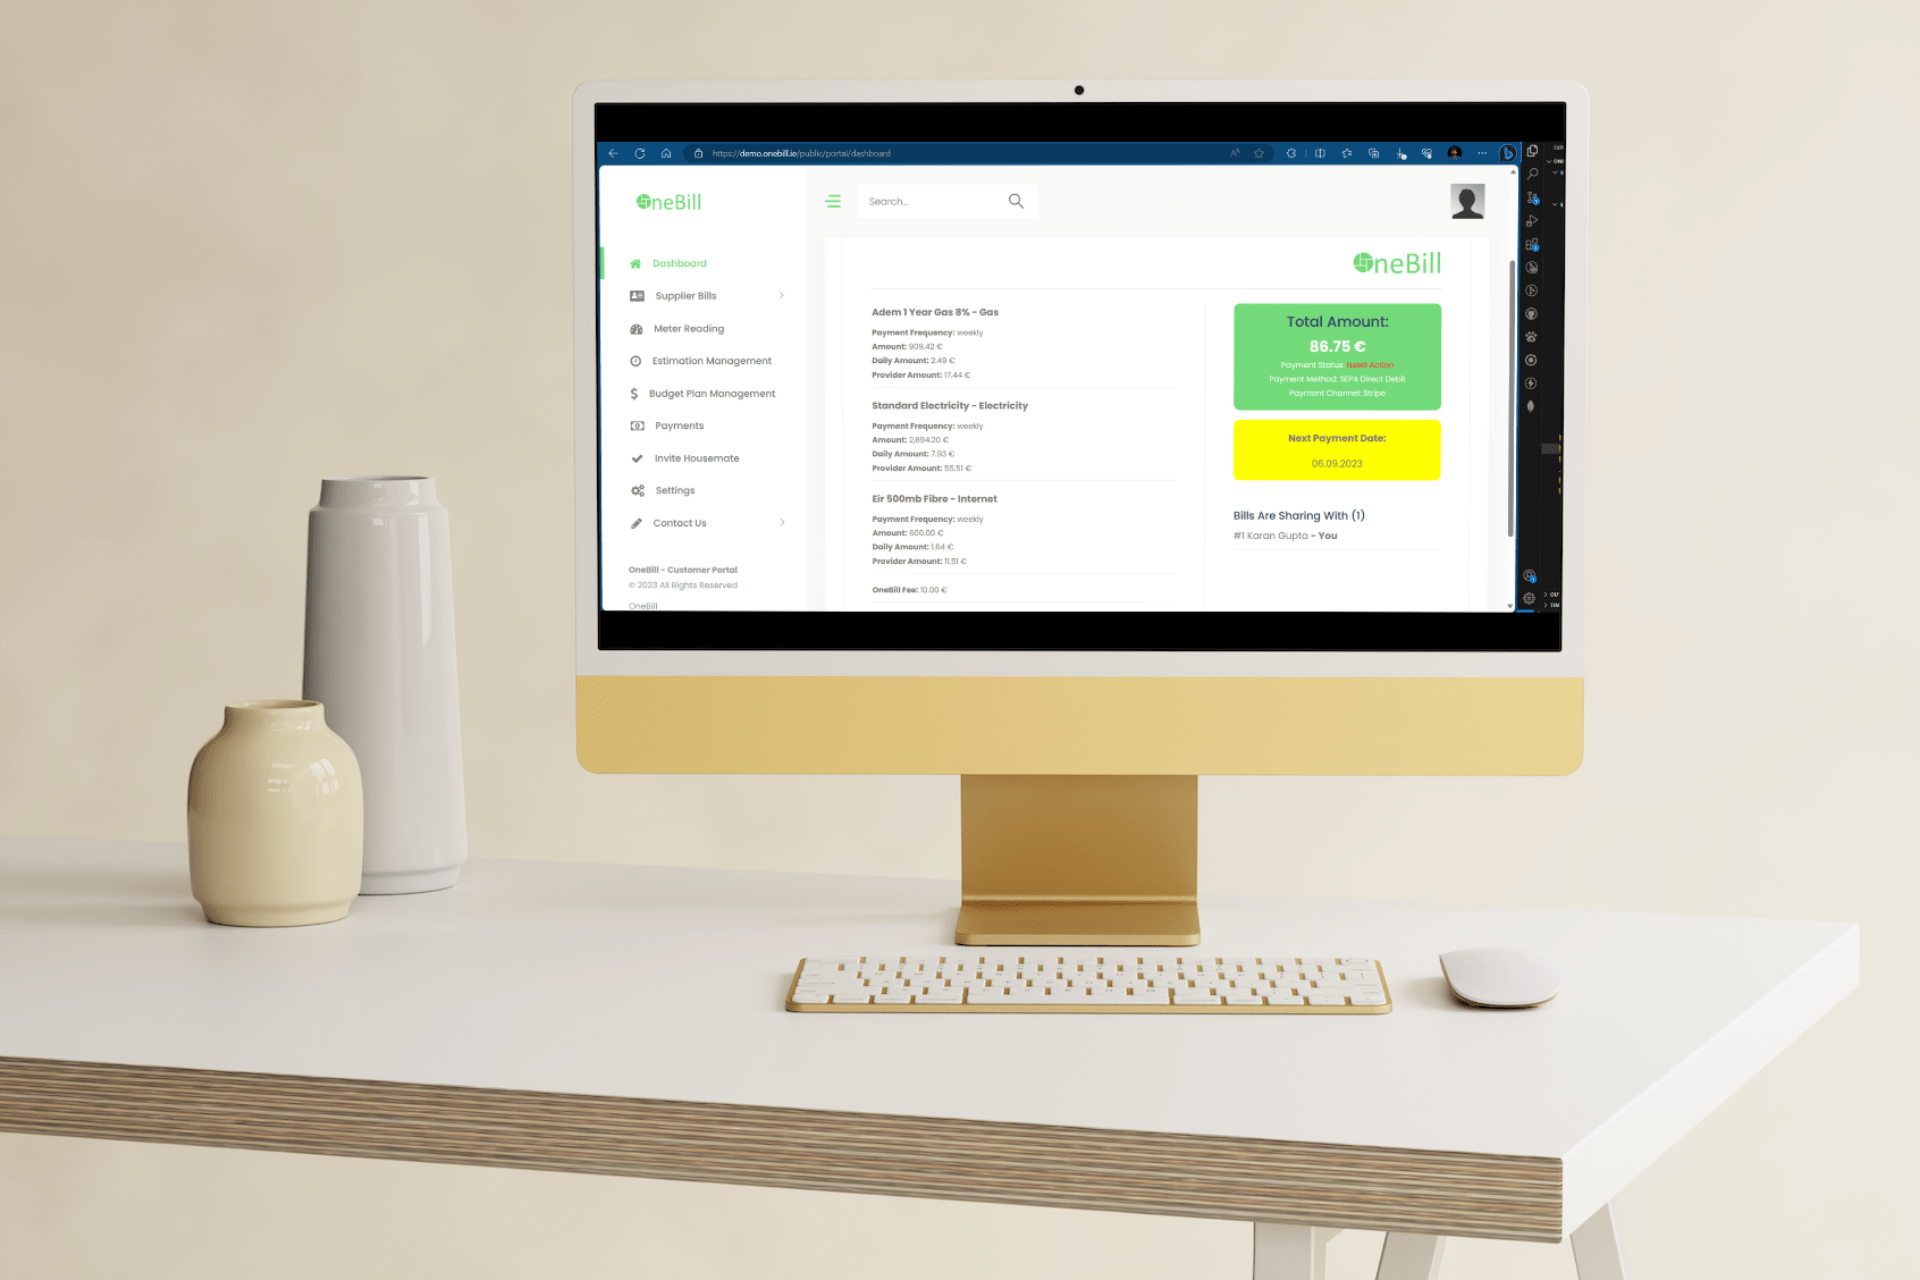 https://demo.onebill.ie/public/portal/dashboard
OneBill
Search...
Dashboard
Supplier Bills
Meter Reading
Estimation Management
Budget Plan Management
Payments
Invite Housemate
Settings
Contact Us
OneBill - Customer Portal
© 2023 All Rights Reserved
OneBill
OneBill
Adem 1 Year Gas 8% - Gas
Payment Frequency: weekly
Amount: 909.42 €
Daily Amount: 2.49 €
Provider Amount: 17.44 €
Standard Electricity - Electricity
Payment Frequency: weekly
Amount: 2,894.20 €
Daily Amount: 7.93 €
Provider Amount: 55.51 €
Eir 500mb Fibre - Internet
Payment Frequency: weekly
Amount: 600.00 €
Daily Amount: 1.64 €
Provider Amount: 11.51 €
OneBill Fee: 10.00 €
Total Amount:
86.75 €
Payment Status: Need Action
Payment Method: SEPA Direct Debit
Payment Channel: Stripe
Next Payment Date:
06.09.2023
Bills Are Sharing With (1)
#1 Karan Gupta - You